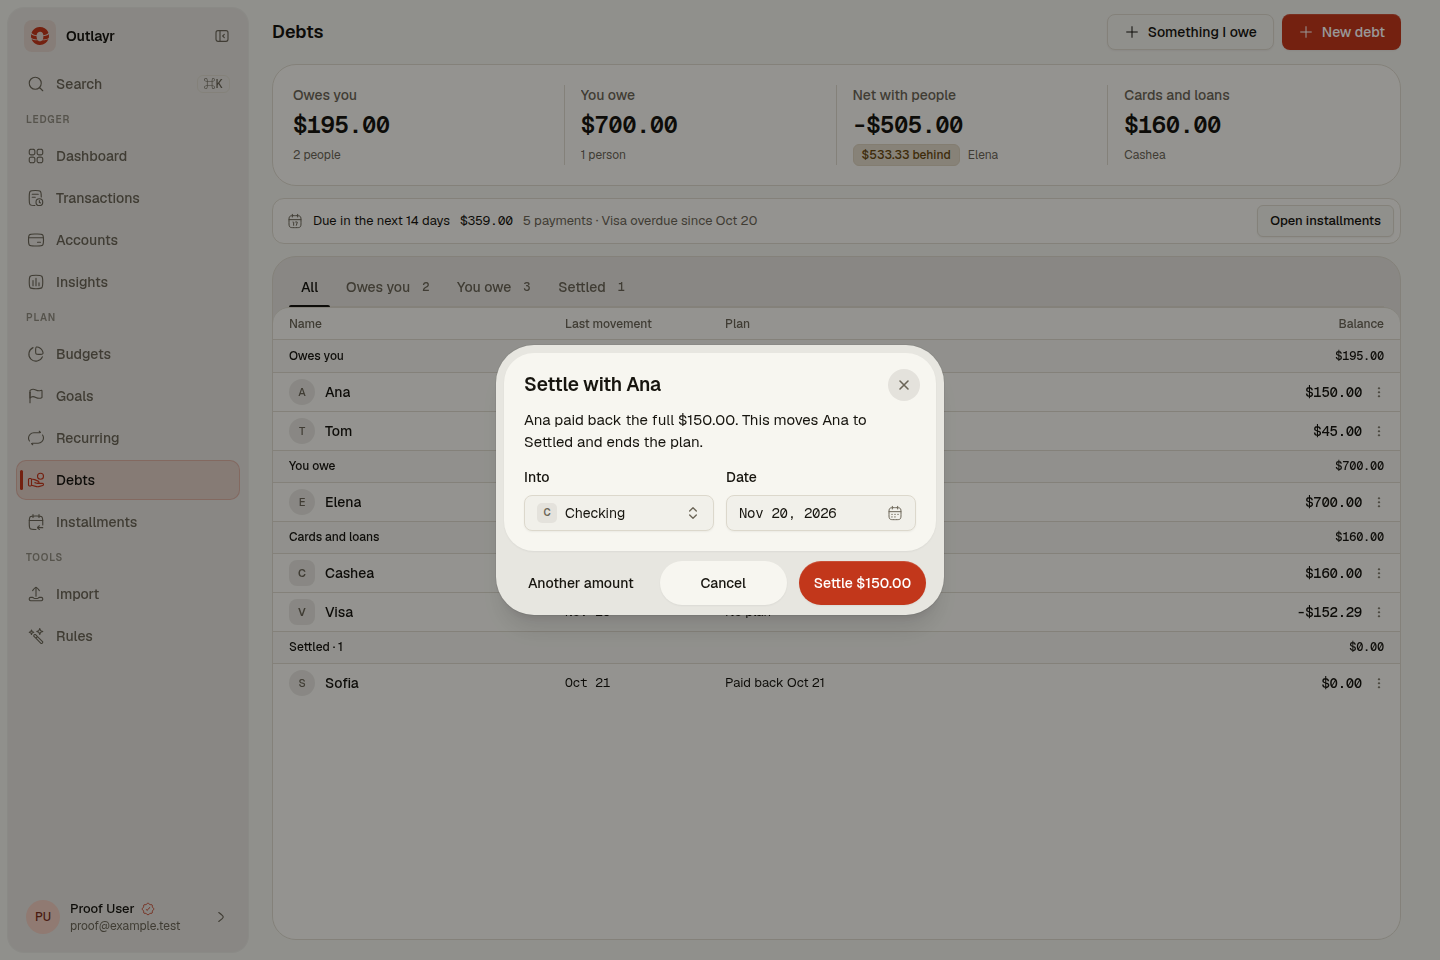 Outlayr
Search ⌘K
LEDGER
Dashboard
Transactions
Accounts
Insights
PLAN
Budgets
Goals
Recurring
Debts
Installments
TOOLS
Import
Rules
PU
Proof User
proof@example.test
Debts
Something I owe
New debt
Owes you
$195.00
2 people
You owe
$700.00
1 person
Net with people
-$505.00
$533.33 behind Elena
Cards and loans
$160.00
Cashea
Due in the next 14 days $359.00 5 payments · Visa overdue since Oct 20
Open installments
All Owes you 2 You owe 3 Settled 1
Name Last movement Plan Balance
Owes you $195.00
A Ana $150.00
T Tom $45.00
You owe $700.00
E Elena $700.00
Cards and loans $160.00
C Cashea $160.00
V Visa -$152.29
Settled · 1 $0.00
S Sofia Oct 21 Paid back Oct 21 $0.00
Settle with Ana
Ana paid back the full $150.00. This moves Ana to
Settled and ends the plan.
Into Date
C Checking Nov 20, 2026
Another amount Cancel Settle $150.00